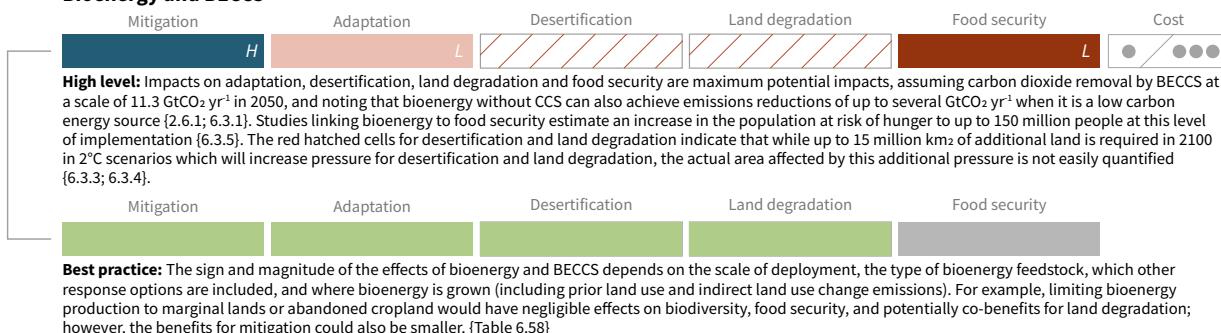 Bioenergy and BECCS
Mitigation Adaptation Desertification Land degradation Food security Cost
H L L
High level: Impacts on adaptation, desertification, land degradation and food security are maximum potential impacts, assuming carbon dioxide removal by BECCS at
a scale of 11.3 GtCO₂ yr⁻¹ in 2050, and noting that bioenergy without CCS can also achieve emissions reductions of up to several GtCO₂ yr⁻¹ when it is a low carbon
energy source {2.6.1; 6.3.1}. Studies linking bioenergy to food security estimate an increase in the population at risk of hunger to up to 150 million people at this level
of implementation {6.3.5}. The red hatched cells for desertification and land degradation indicate that while up to 15 million km₂ of additional land is required in 2100
in 2°C scenarios which will increase pressure for desertification and land degradation, the actual area affected by this additional pressure is not easily quantified
{6.3.3; 6.3.4}.
Mitigation Adaptation Desertification Land degradation Food security
Best practice: The sign and magnitude of the effects of bioenergy and BECCS depends on the scale of deployment, the type of bioenergy feedstock, which other
response options are included, and where bioenergy is grown (including prior land use and indirect land use change emissions). For example, limiting bioenergy
production to marginal lands or abandoned cropland would have negligible effects on biodiversity, food security, and potentially co-benefits for land degradation;
however, the benefits for mitigation could also be smaller. {Table 6.58}